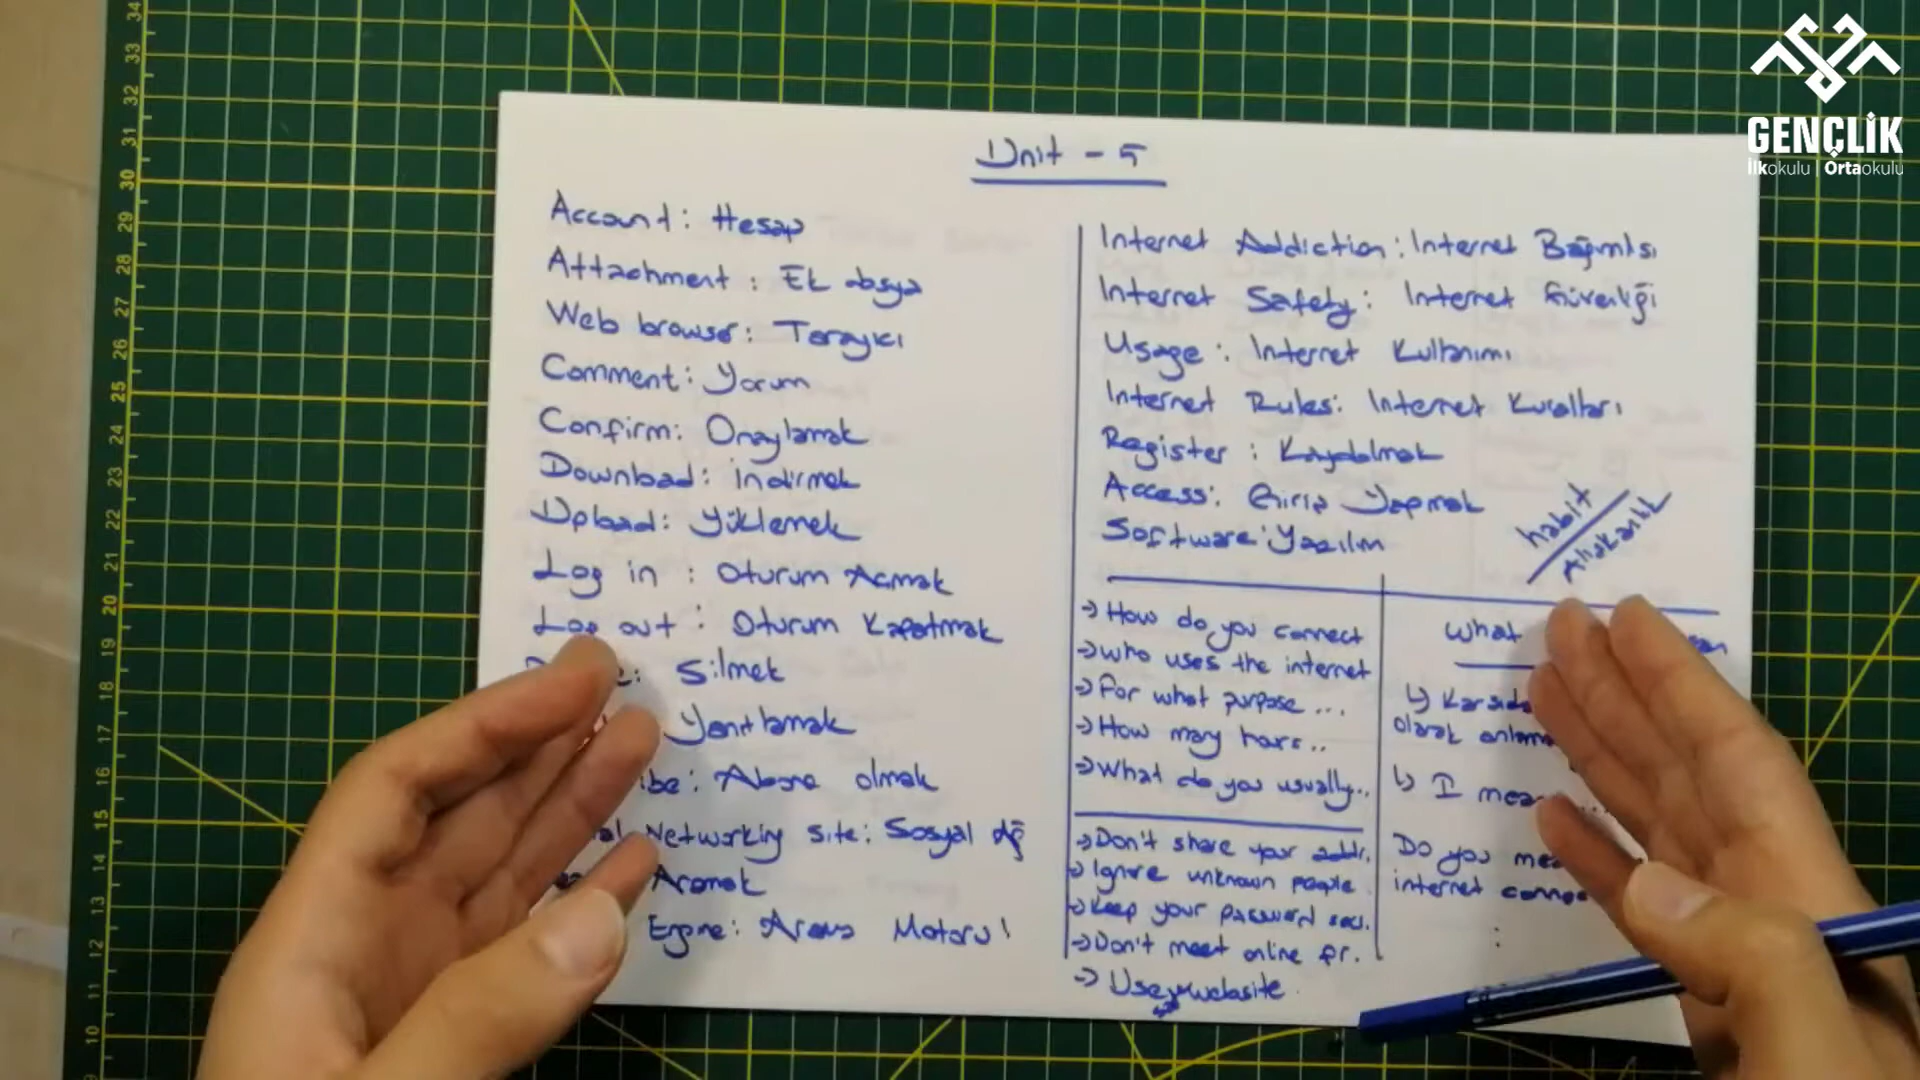 GENÇLİK
İlkokulu | Ortaokulu
Unit - 5
Account: Hesap
Attachment: Ek dosya
Web browser: Tarayıcı
Comment: Yorum
Confirm: Onaylamak
Download: indirmek
Upload: Yüklemek
Log in: Oturum Açmak
Log out: Oturum Kapatmak
Silmek
Yanıtlamak
Abone olmak
Networking site: Sosyal ağ
Aramak
Engine: Arama Motoru
Internet Addiction: Internet Bağımlısı
Internet Safety: Internet Güvenliği
Usage: Internet Kullanımı
Internet Rules: Internet Kuralları
Register: Kaydolmak
Access: Giriş Yapmak
Software: Yazılım
habit
Alışkanlık
→ How do you connect
→ who uses the internet
→ For what purpose ...
→ How may hours..
→ What do you usually..
→ Don't share your addr.
→ Ignore unknown people
→ Keep your password sec.
→ Don't meet online fr.
→ Use website
What
olarak
↳ I mean ...
Do you
internet